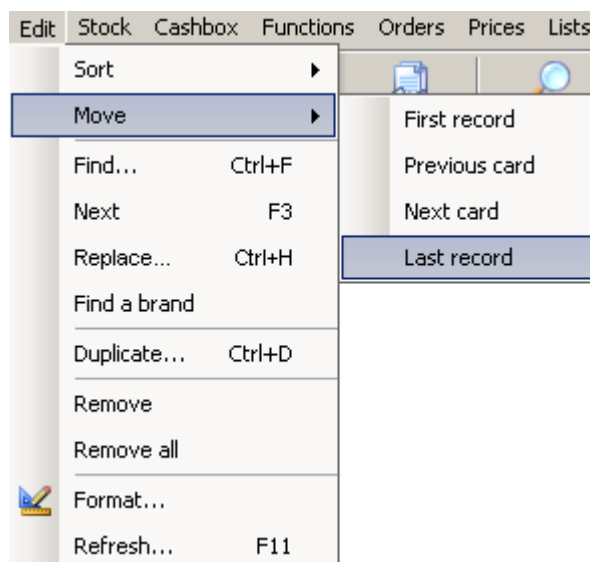 Edit Stock Cashbox Functions Orders Prices Lists
Sort
Move
First record
Find... Ctrl+F
Previous card
Next F3
Next card
Replace... Ctrl+H
Last record
Find a brand
Duplicate... Ctrl+D
Remove
Remove all
Format...
Refresh... F11